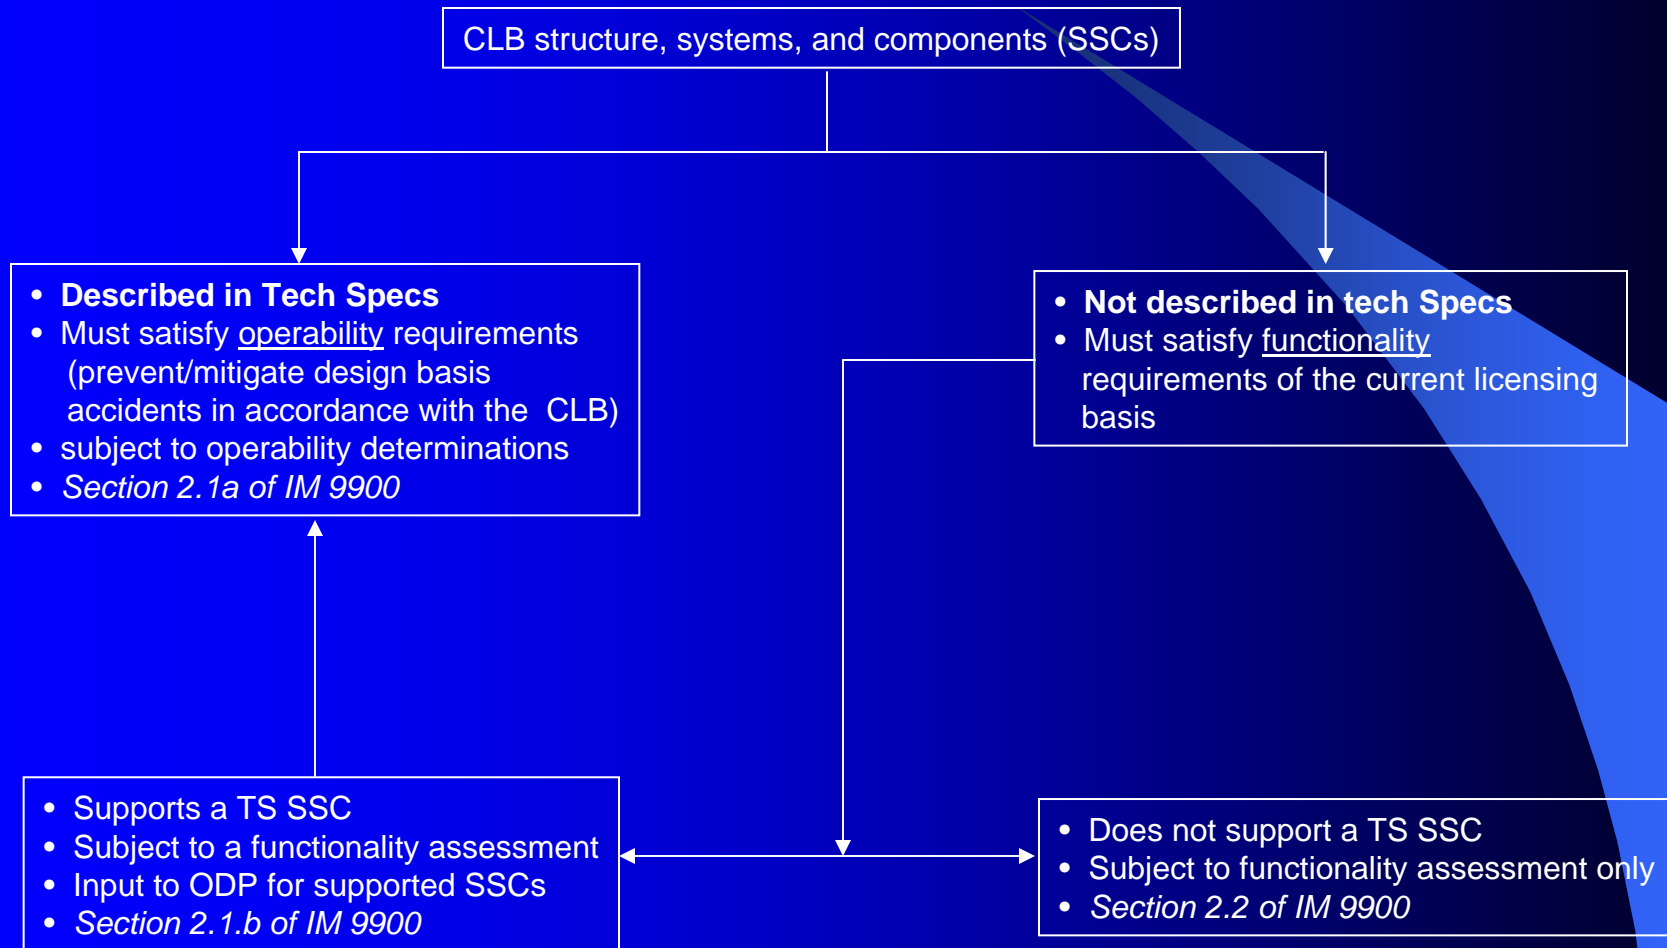 CLB structure, systems, and components (SSCs)
• Described in Tech Specs
• Must satisfy operability requirements
(prevent/mitigate design basis
accidents in accordance with the CLB)
• subject to operability determinations
• Section 2.1a of IM 9900
• Not described in tech Specs
• Must satisfy functionality
requirements of the current licensing
basis
• Supports a TS SSC
• Subject to a functionality assessment
• Input to ODP for supported SSCs
• Section 2.1.b of IM 9900
• Does not support a TS SSC
• Subject to functionality assessment only
• Section 2.2 of IM 9900